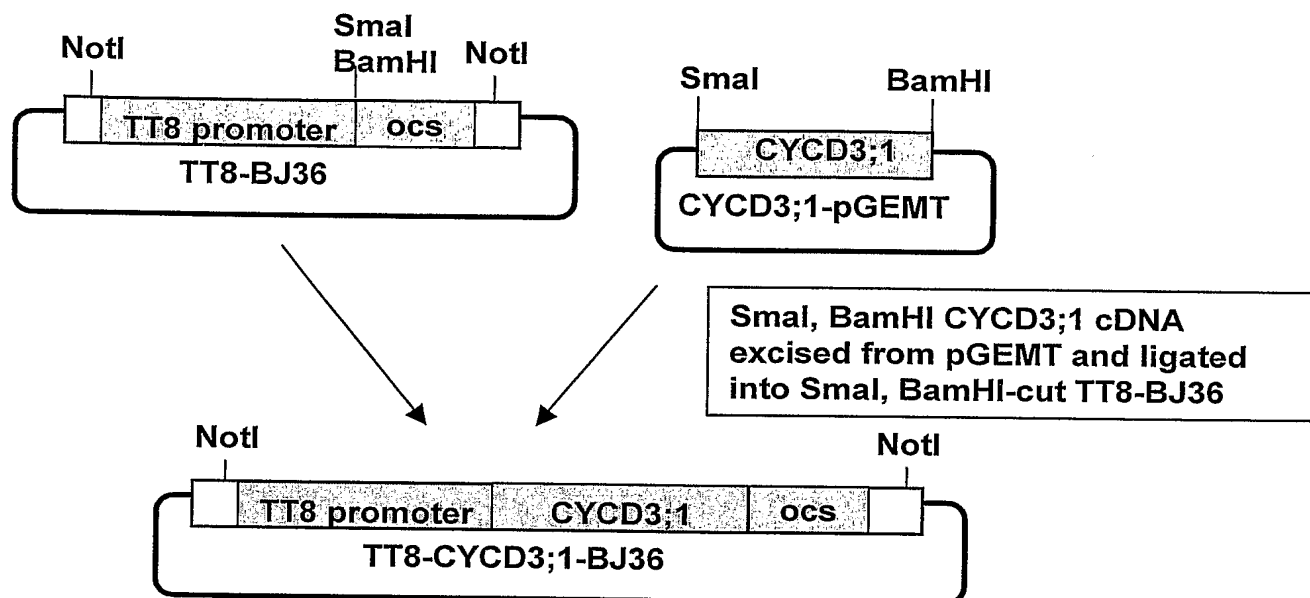 NotI
SmaI
BamHI
NotI
TT8 promoter
ocs
TT8-BJ36
SmaI
BamHI
CYCD3;1
CYCD3;1-pGEMT
SmaI, BamHI CYCD3;1 cDNA
excised from pGEMT and ligated
into SmaI, BamHI-cut TT8-BJ36
NotI
NotI
TT8 promoter
CYCD3;1
ocs
TT8-CYCD3;1-BJ36